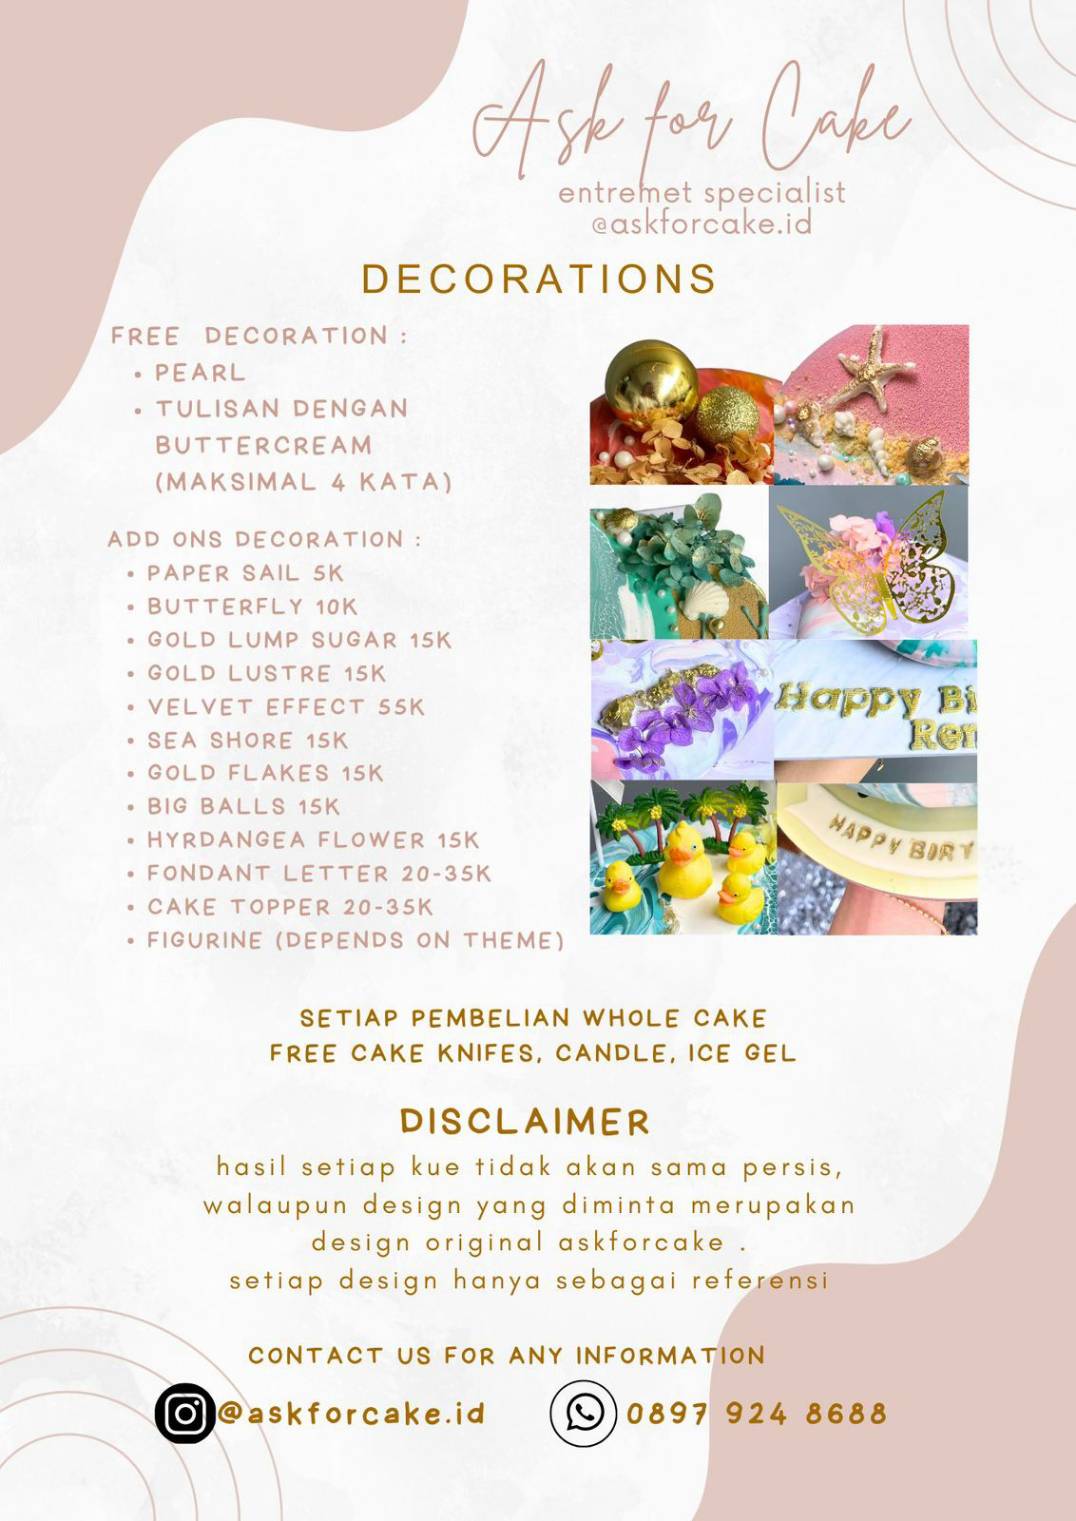 Ask for Cake
entremet specialist
@askforcake.id
DECORATIONS
FREE DECORATION :
• PEARL
• TULISAN DENGAN
BUTTERCREAM
(MAKSIMAL 4 KATA)
ADD ONS DECORATION :
• PAPER SAIL 5K
• BUTTERFLY 10K
• GOLD LUMP SUGAR 15K
• GOLD LUSTRE 15K
• VELVET EFFECT 55K
• SEA SHORE 15K
• GOLD FLAKES 15K
• BIG BALLS 15K
• HYRDANGEA FLOWER 15K
• FONDANT LETTER 20-35K
• CAKE TOPPER 20-35K
• FIGURINE (DEPENDS ON THEME)
Happy Bi
Ren
HAPPY BIRT
SETIAP PEMBELIAN WHOLE CAKE
FREE CAKE KNIFES, CANDLE, ICE GEL
DISCLAIMER
hasil setiap kue tidak akan sama persis,
walaupun design yang diminta merupakan
design original askforcake .
setiap design hanya sebagai referensi
CONTACT US FOR ANY INFORMATION
@askforcake.id
0897 924 8688